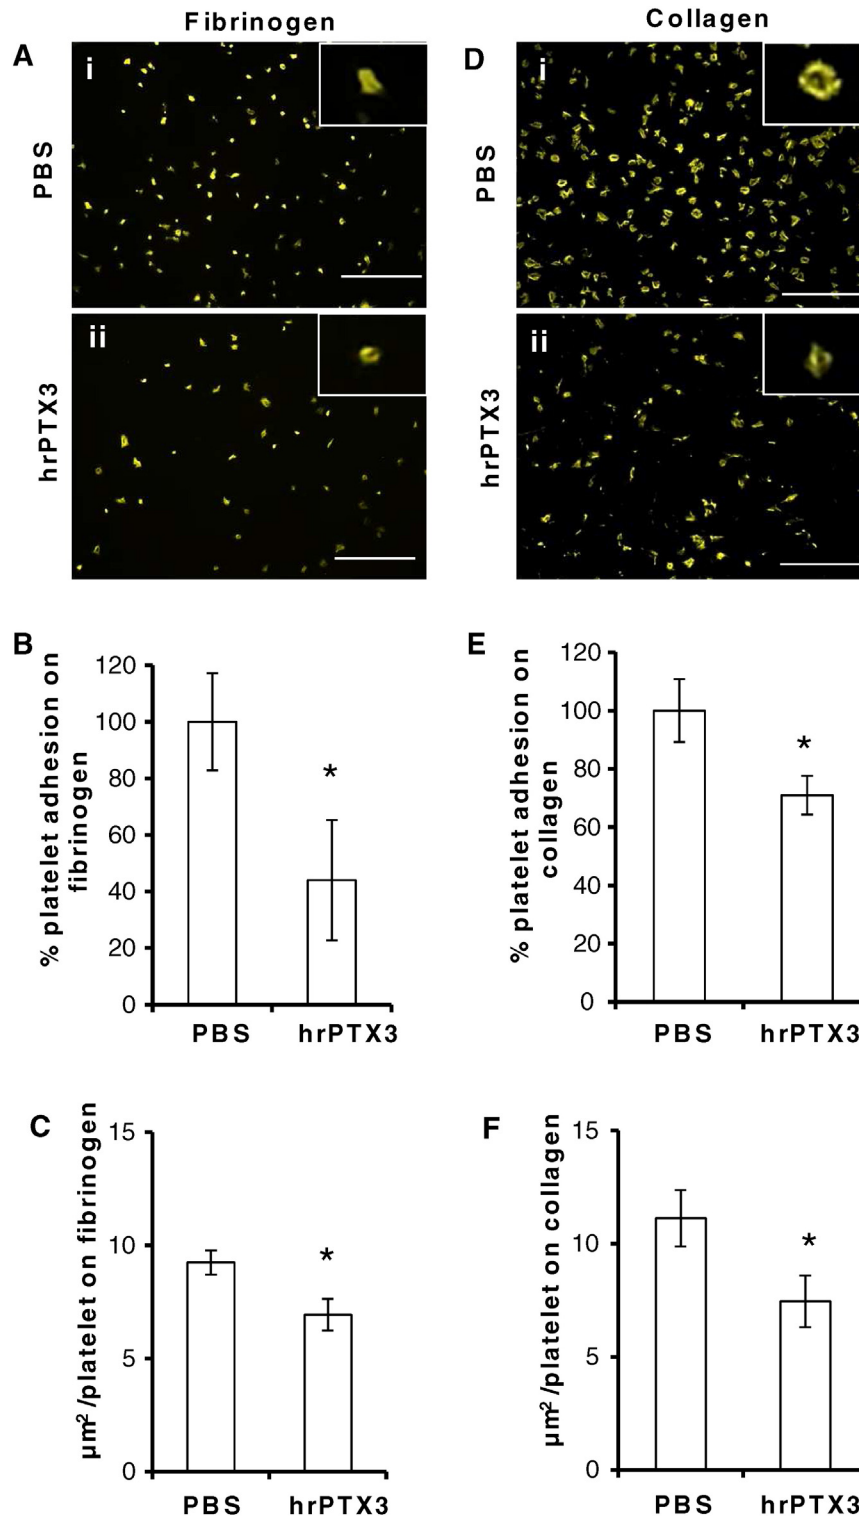 Fibrinogen
A
i
PBS
ii
hrPTX3
B
% platelet adhesion on
fibrinogen
120
100
80
60
40
20
0
*
PBS hrPTX3
C
µm²/platelet on fibrinogen
15
10
5
0
*
PBS hrPTX3
Collagen
D
i
PBS
ii
hrPTX3
E
% platelet adhesion on
collagen
120
100
80
60
40
20
0
*
PBS hrPTX3
F
µm²/platelet on collagen
15
10
5
0
*
PBS hrPTX3